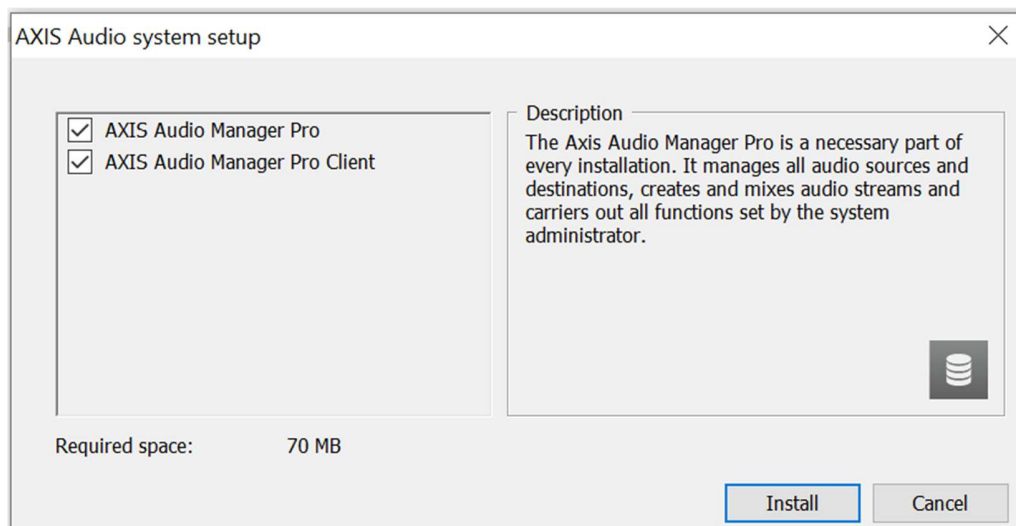 AXIS Audio system setup
AXIS Audio Manager Pro
AXIS Audio Manager Pro Client
Description
The Axis Audio Manager Pro is a necessary part of
every installation. It manages all audio sources and
destinations, creates and mixes audio streams and
carriers out all functions set by the system
administrator.
Required space: 70 MB
Install
Cancel